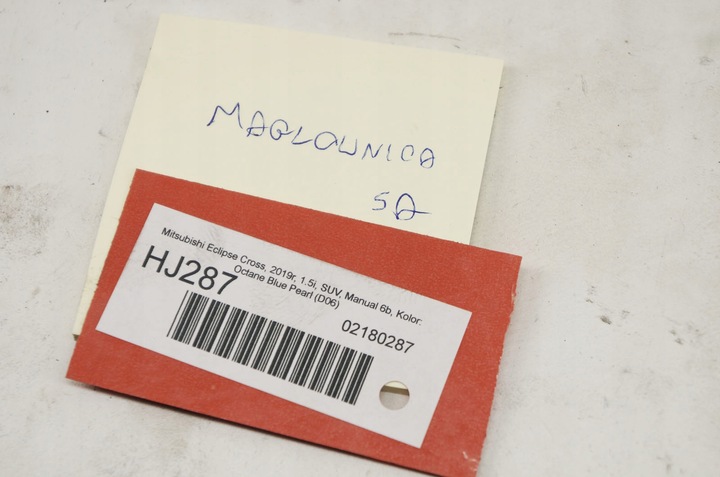 MAGLOWNICA
5A
Mitsubishi Eclipse Cross, 2019r, 1.5i, SUV, Manual 6b, Kolor:
Octane Blue Pearl (D06)
HJ287
02180287